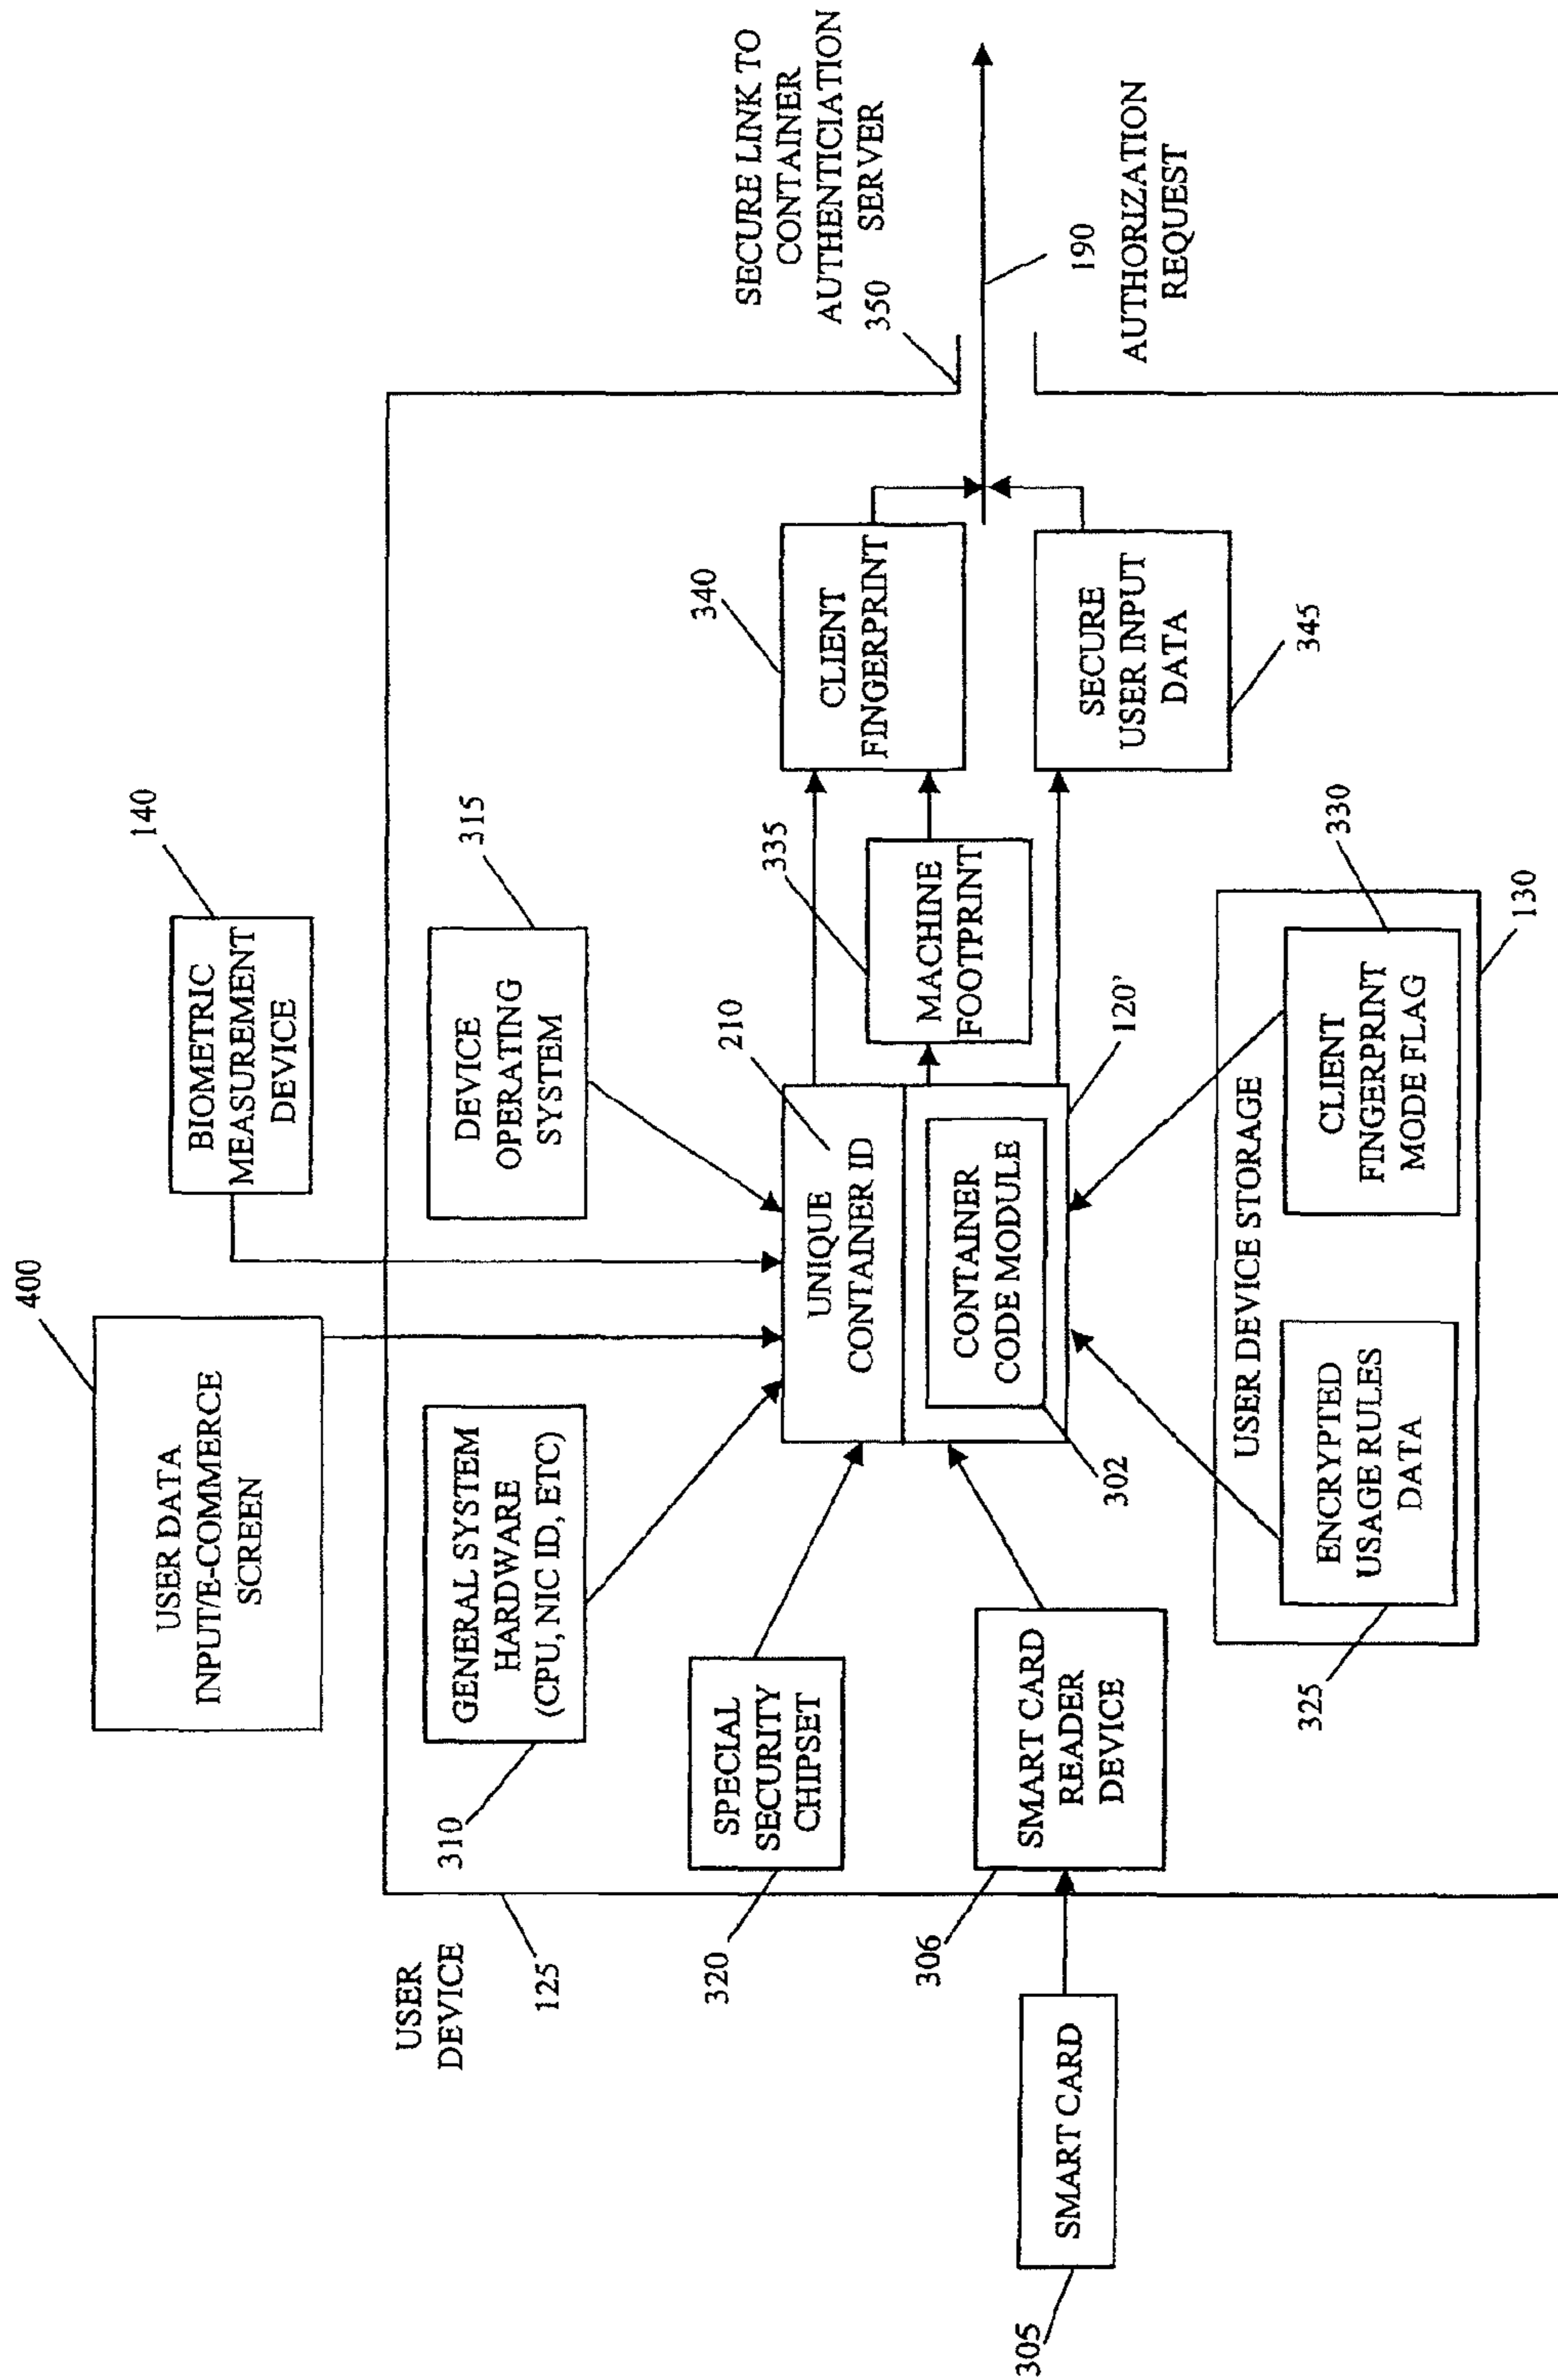 400
USER DATA
INPUT/E-COMMERCE
SCREEN
140
BIOMETRIC
MEASUREMENT
DEVICE
USER
DEVICE
125
310
GENERAL SYSTEM
HARDWARE
(CPU, NIC ID, ETC)
DEVICE
OPERATING
SYSTEM
315
320
SPECIAL
SECURITY
CHIPSET
210
UNIQUE
CONTAINER ID
CONTAINER
CODE MODULE
302
120'
335
MACHINE
FOOTPRINT
340
CLIENT
FINGERPRINT
SECURE
USER INPUT
DATA
345
SECURE LINK TO
CONTAINER
AUTHENTICIATION
SERVER
350
190
AUTHORIZATION
REQUEST
305
SMART CARD
306
SMART CARD
READER
DEVICE
USER DEVICE STORAGE
325
ENCRYPTED
USAGE RULES
DATA
CLIENT
FINGERPRINT
MODE FLAG
330
130